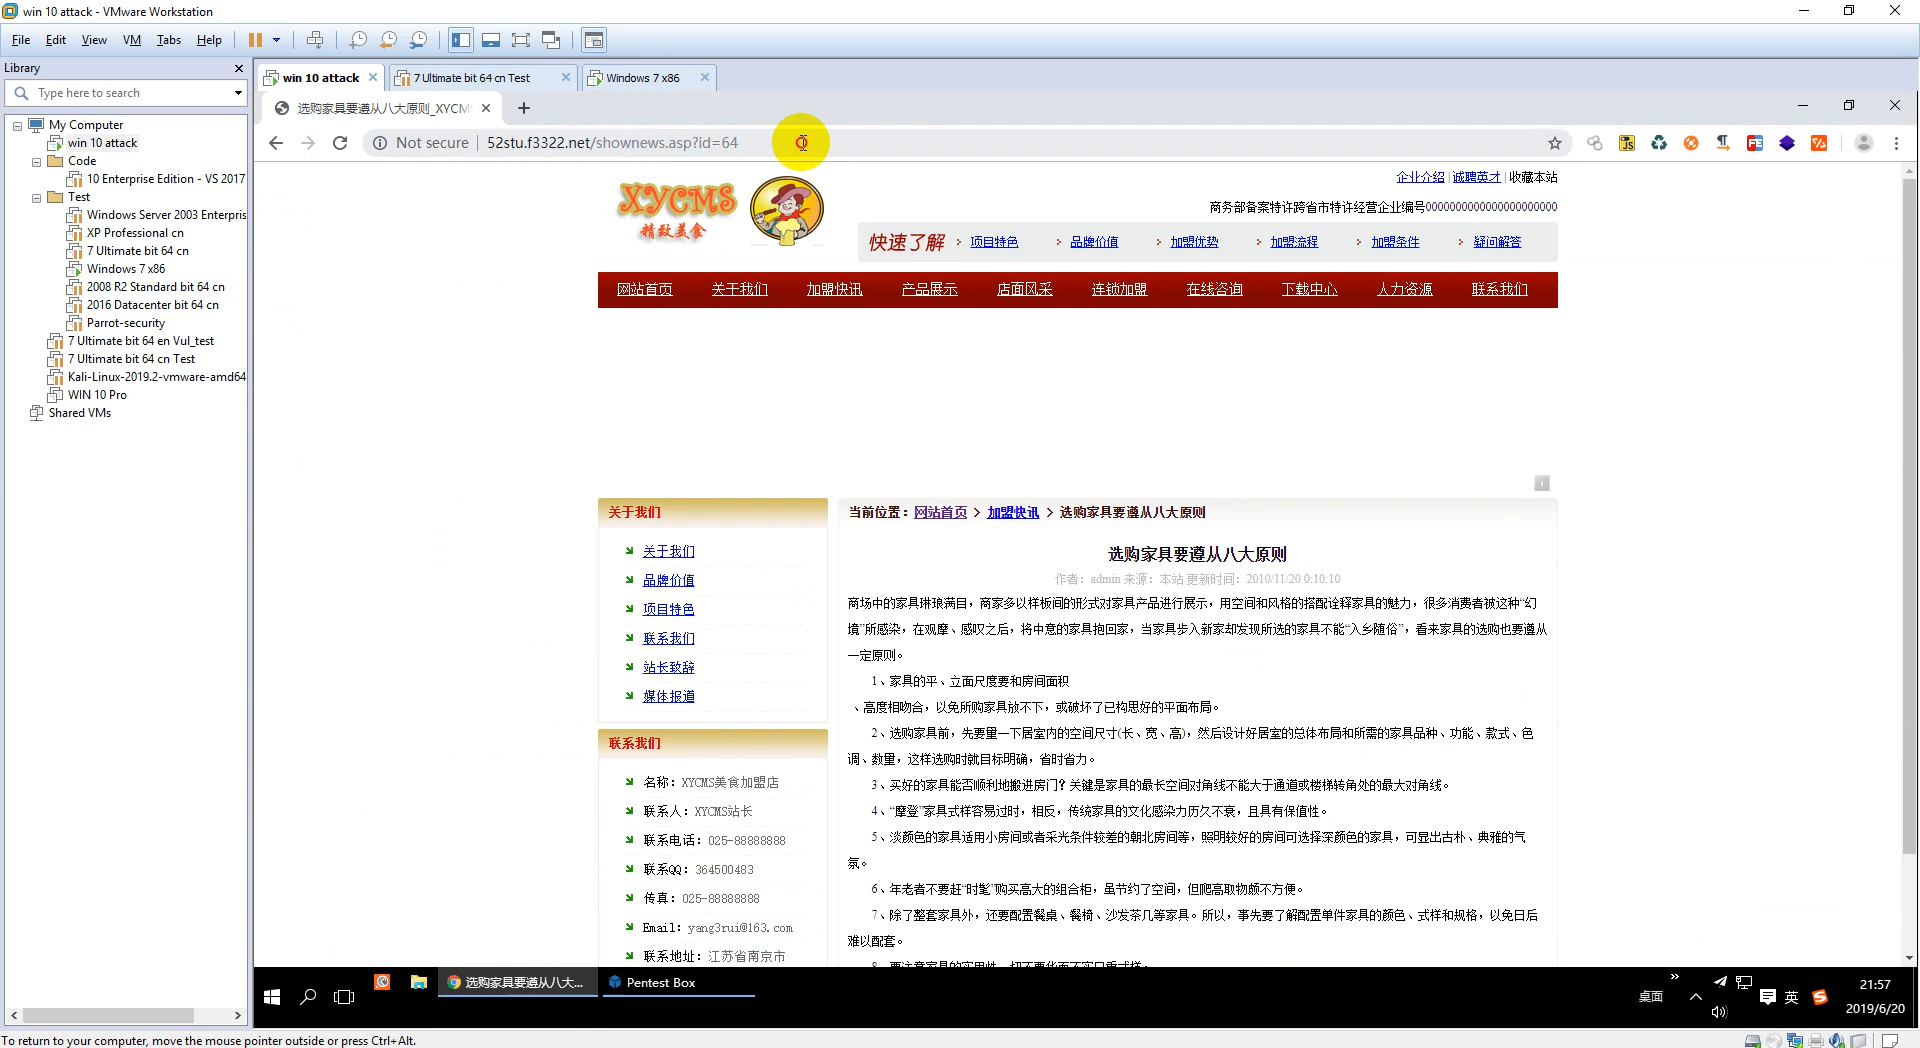 win 10 attack - VMware Workstation
File Edit View VM Tabs Help
Library
Type here to search
My Computer
win 10 attack
Code
10 Enterprise Edition - VS 2017
Test
Windows Server 2003 Enterpris
XP Professional cn
7 Ultimate bit 64 cn
Windows 7 x86
2008 R2 Standard bit 64 cn
2016 Datacenter bit 64 cn
Parrot-security
7 Ultimate bit 64 en Vul_test
7 Ultimate bit 64 cn Test
Kali-Linux-2019.2-vmware-amd64
WIN 10 Pro
Shared VMs
win 10 attack 7 Ultimate bit 64 cn Test Windows 7 x86
选购家具要遵从八大原则_XYCM
Not secure 52stu.f3322.net/shownews.asp?id=64
XYCMS
精致美食
企业介绍 | 诚聘英才 | 收藏本站
商务部备案特许跨省市特许经营企业编号0000000000000000000000
快速了解 项目特色 品牌价值 加盟优势 加盟流程 加盟条件 疑问解答
网站首页 关于我们 加盟快讯 产品展示 店面风采 连锁加盟 在线咨询 下载中心 人力资源 联系我们
1
关于我们
关于我们
品牌价值
项目特色
联系我们
站长致辞
媒体报道
联系我们
名称：XYCMS美食加盟店
联系人：XYCMS站长
联系电话：025-88888888
联系QQ：364500483
传真：025-88888888
Email：yang3rui@163.com
联系地址：江苏省南京市
当前位置：网站首页 > 加盟快讯 > 选购家具要遵从八大原则
选购家具要遵从八大原则
作者：admin 来源：本站 更新时间：2010/11/20 0:10:10
商场中的家具琳琅满目，商家多以样板间的形式对家具产品进行展示，用空间和风格的搭配诠释家具的魅力，很多消费者被这种“幻
境”所感染，在观摩、感叹之后，将中意的家具抱回家，当家具步入新家却发现所选的家具不能“入乡随俗”，看来家具的选购也要遵从
一定原则。
1、家具的平、立面尺度要和房间面积
、高度相吻合，以免所购家具放不下，或破坏了已构思好的平面布局。
2、选购家具前，先要量一下居室内的空间尺寸(长、宽、高)，然后设计好居室的总体布局和所需的家具品种、功能、款式、色
调、数量，这样选购时就目标明确，省时省力。
3、买好的家具能否顺利地搬进房门？关键是家具的最长空间对角线不能大于通道或楼梯转角处的最大对角线。
4、“摩登”家具式样容易过时，相反，传统家具的文化感染力历久不衰，且具有保值性。
5、淡颜色的家具适用小房间或者采光条件较差的朝北房间等，照明较好的房间可选择深颜色的家具，可显出古朴、典雅的气
氛。
6、年老者不要赶“时髦”购买高大的组合柜，虽节约了空间，但爬高取物颇不方便。
7、除了整套家具外，还要配置餐桌、餐椅、沙发茶几等家具。所以，事先要了解配置单件家具的颜色、式样和规格，以免日后
难以配套。
选购家具要遵从八大... Pentest Box
桌面 英 21:57
2019/6/20
To return to your computer, move the mouse pointer outside or press Ctrl+Alt.